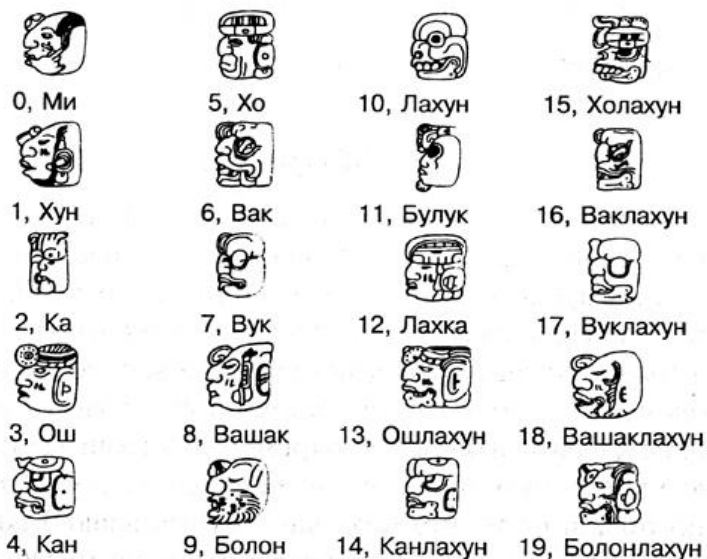 0, Ми 5, Хо 10, Лахун 15, Холахун
1, Хун 6, Вак 11, Булук 16, Ваклахун
2, Ка 7, Вук 12, Лахка 17, Вуклахун
3, Ош 8, Вашак 13, Ошлахун 18, Вашаклахун
4, Кан 9, Болон 14, Канлахун 19, Болонлахун